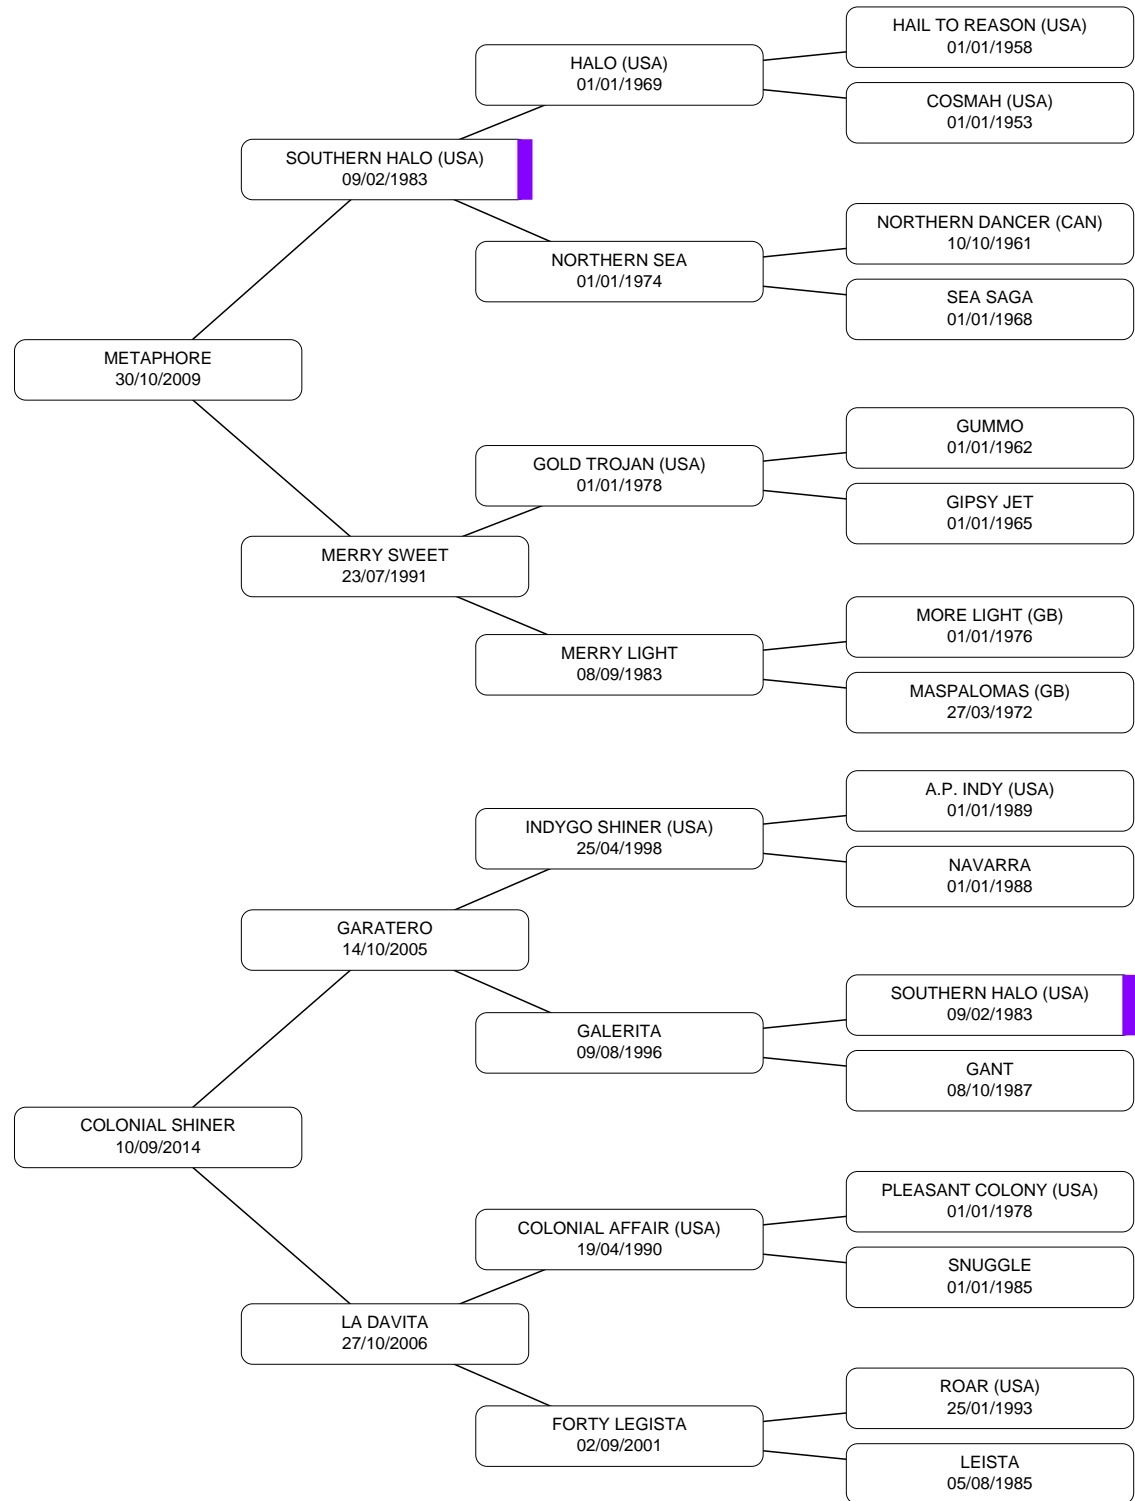 HAIL TO REASON (USA)
01/01/1958
HALO (USA)
01/01/1969
COSMAH (USA)
01/01/1953
SOUTHERN HALO (USA)
09/02/1983
NORTHERN DANCER (CAN)
10/10/1961
NORTHERN SEA
01/01/1974
SEA SAGA
01/01/1968
METAPHORE
30/10/2009
GUMMO
01/01/1962
GOLD TROJAN (USA)
01/01/1978
GIPSY JET
01/01/1965
MERRY SWEET
23/07/1991
MORE LIGHT (GB)
01/01/1976
MERRY LIGHT
08/09/1983
MASPALOMAS (GB)
27/03/1972
A.P. INDY (USA)
01/01/1989
INDYGO SHINER (USA)
25/04/1998
NAVARRA
01/01/1988
GARATERO
14/10/2005
SOUTHERN HALO (USA)
09/02/1983
GALERITA
09/08/1996
GANT
08/10/1987
COLONIAL SHINER
10/09/2014
PLEASANT COLONY (USA)
01/01/1978
COLONIAL AFFAIR (USA)
19/04/1990
SNUGGLE
01/01/1985
LA DAVITA
27/10/2006
ROAR (USA)
25/01/1993
FORTY LEGISTA
02/09/2001
LEISTA
05/08/1985